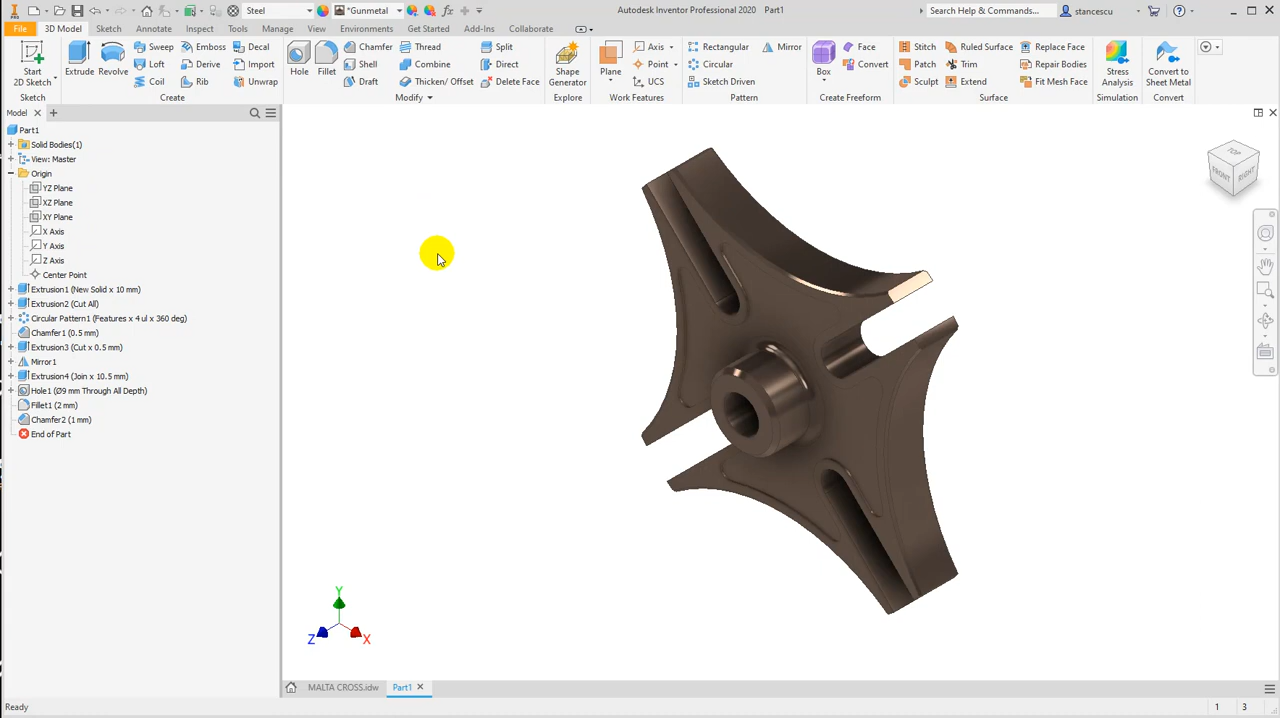 Steel
*Gunmetal
fx
Autodesk Inventor Professional 2020 Part1
Search Help & Commands...
stancescu
File
3D Model
Sketch
Annotate
Inspect
Tools
Manage
View
Environments
Get Started
Add-Ins
Collaborate
Start
2D Sketch
Extrude
Revolve
Sweep
Emboss
Decal
Loft
Derive
Import
Coil
Rib
Unwrap
Hole
Fillet
Chamfer
Thread
Split
Shell
Combine
Direct
Draft
Thicken/ Offset
Delete Face
Shape
Generator
Plane
Axis
Point
UCS
Rectangular
Mirror
Circular
Sketch Driven
Box
Face
Convert
Stitch
Ruled Surface
Replace Face
Patch
Trim
Repair Bodies
Sculpt
Extend
Fit Mesh Face
Stress
Analysis
Convert to
Sheet Metal
Sketch
Create
Modify
Explore
Work Features
Pattern
Create Freeform
Surface
Simulation
Convert
Model
Part1
Solid Bodies(1)
View: Master
Origin
YZ Plane
XZ Plane
XY Plane
X Axis
Y Axis
Z Axis
Center Point
Extrusion1 (New Solid x 10 mm)
Extrusion2 (Cut All)
Circular Pattern1 (Features x 4 ul x 360 deg)
Chamfer1 (0.5 mm)
Extrusion3 (Cut x 0.5 mm)
Mirror1
Extrusion4 (Join x 10.5 mm)
Hole1 (Ø9 mm Through All Depth)
Fillet1 (2 mm)
Chamfer2 (1 mm)
End of Part
TOP
FRONT
RIGHT
Y
Z
X
MALTA CROSS.idw
Part1
Ready
1
3